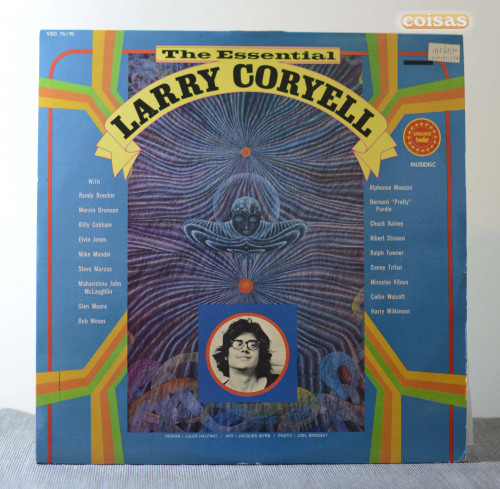 VSD 75/76
coisas
The Essential
LARRY CORYELL
MUSIDISC
With
Randy Brecker
Mervin Bronson
Billy Cobham
Elvin Jones
Mike Mandel
Steve Marcus
Mahavishnu John
McLaughlin
Glen Moore
Bob Moses
Alphonse Mouzon
Bernard "Pretty"
Purdie
Chuck Rainey
Albert Stinson
Ralph Towner
Danny Trifan
Miroslav Vitous
Collin Walcott
Harry Wilkinson
DESIGN / JULES HALFANT / ART / JACQUES WYRS / PHOTO / JOEL BRODSKY